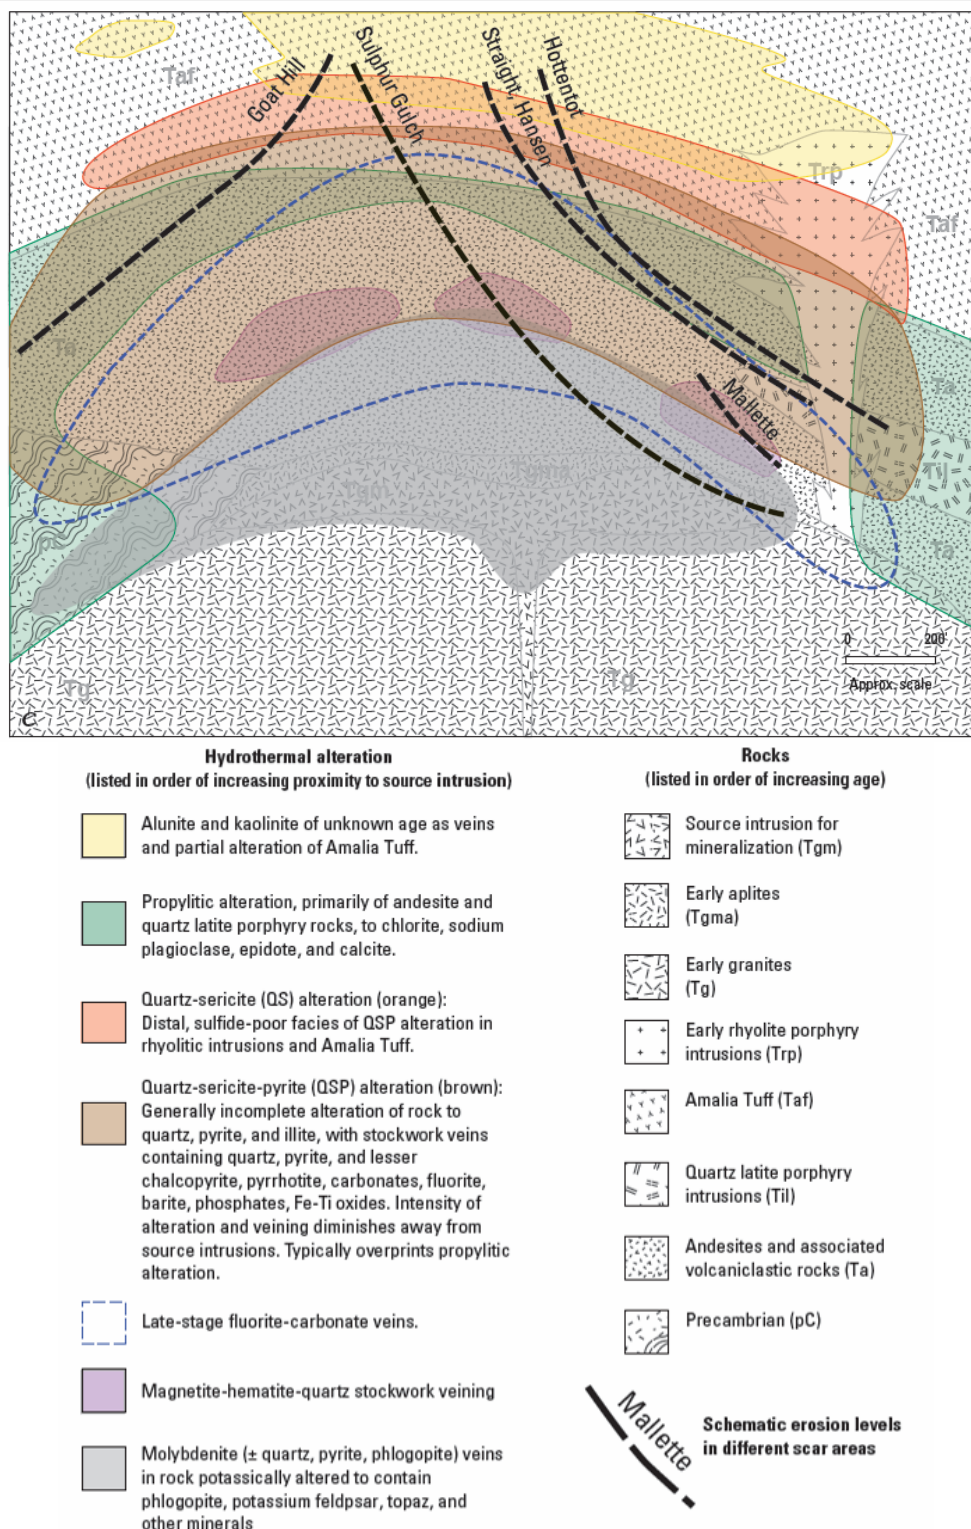 Goat Hill
Sulphur Gulch
Straight, Hansen
Hottentot
Taf
Trp
Taf
Ta
Mallette
Til
Ta
0 200'
Approx. scale
Tg
Tg
C
Hydrothermal alteration
(listed in order of increasing proximity to source intrusion)
Alunite and kaolinite of unknown age as veins
and partial alteration of Amalia Tuff.
Propylitic alteration, primarily of andesite and
quartz latite porphyry rocks, to chlorite, sodium
plagioclase, epidote, and calcite.
Quartz-sericite (QS) alteration (orange):
Distal, sulfide-poor facies of QSP alteration in
rhyolitic intrusions and Amalia Tuff.
Quartz-sericite-pyrite (QSP) alteration (brown):
Generally incomplete alteration of rock to
quartz, pyrite, and illite, with stockwork veins
containing quartz, pyrite, and lesser
chalcopyrite, pyrrhotite, carbonates, fluorite,
barite, phosphates, Fe-Ti oxides. Intensity of
alteration and veining diminishes away from
source intrusions. Typically overprints propylitic
alteration.
Late-stage fluorite-carbonate veins.
Magnetite-hematite-quartz stockwork veining
Molybdenite (± quartz, pyrite, phlogopite) veins
in rock potassically altered to contain
phlogopite, potassium feldpsar, topaz, and
other minerals
Rocks
(listed in order of increasing age)
Source intrusion for
mineralization (Tgm)
Early aplites
(Tgma)
Early granites
(Tg)
Early rhyolite porphyry
intrusions (Trp)
Amalia Tuff (Taf)
Quartz latite porphyry
intrusions (Til)
Andesites and associated
volcaniclastic rocks (Ta)
Precambrian (pC)
Mallette
Schematic erosion levels
in different scar areas